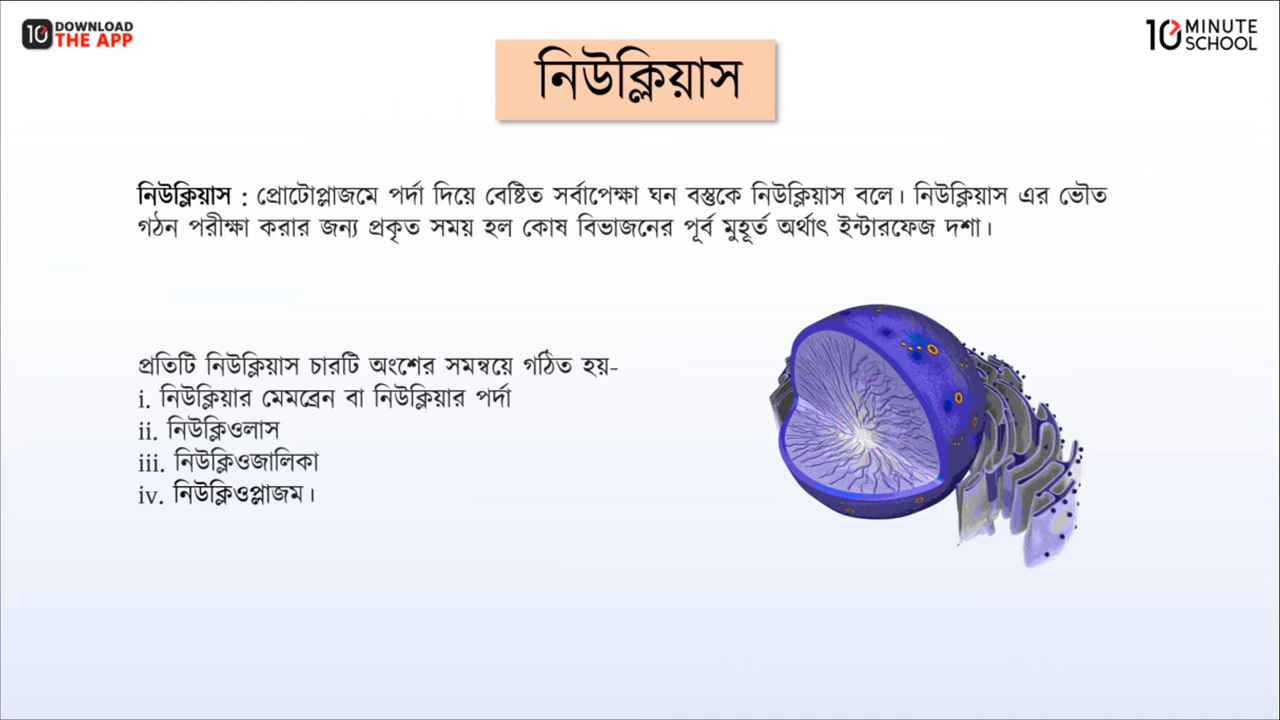 DOWNLOAD
THE APP
10 MINUTE
SCHOOL
নিউক্লিয়াস
নিউক্লিয়াস : প্রোটোপ্লাজমে পর্দা দিয়ে বেষ্টিত সর্বাপেক্ষা ঘন বস্তুকে নিউক্লিয়াস বলে। নিউক্লিয়াস এর ভৌত
গঠন পরীক্ষা করার জন্য প্রকৃত সময় হল কোষ বিভাজনের পূর্ব মুহূর্ত অর্থাৎ ইন্টারফেজ দশা।
প্রতিটি নিউক্লিয়াস চারটি অংশের সমন্বয়ে গঠিত হয়-
i. নিউক্লিয়ার মেমব্রেন বা নিউক্লিয়ার পর্দা
ii. নিউক্লিওলাস
iii. নিউক্লিওজালিকা
iv. নিউক্লিওপ্লাজম।